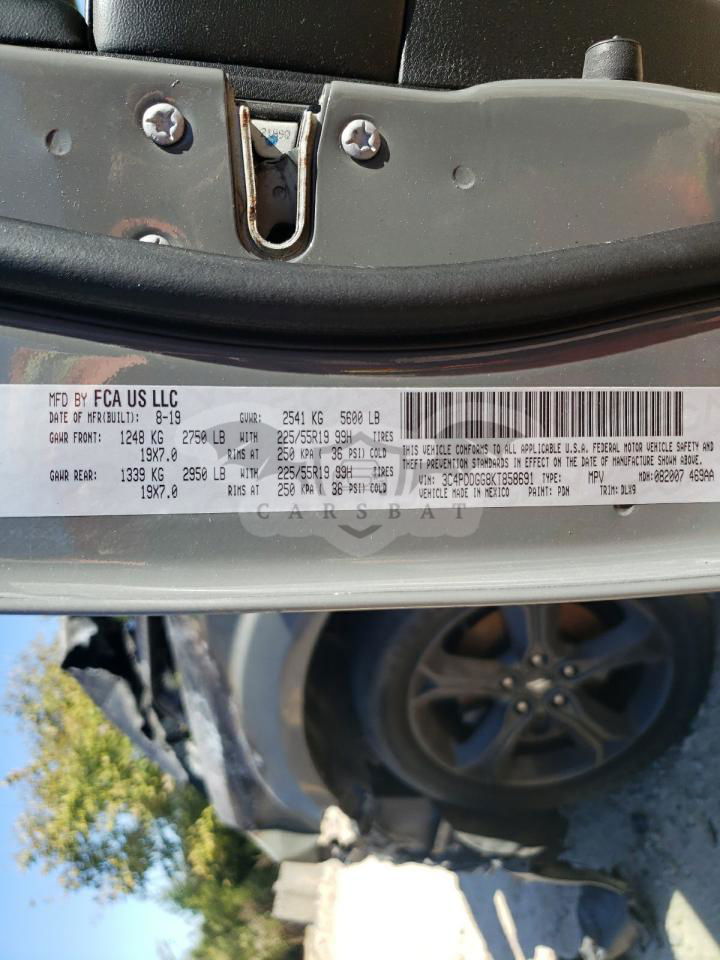 2149Q
MFD BY FCA US LLC
DATE OF MFR(BUILT): 8-19 GVWR: 2541 KG 5600 LB
GAWR FRONT: 1248 KG 2750 LB WITH 225/55R19 99H TIRES
19X7.0 RIMS AT 250 KPA ( 36 PSI) COLD
GAWR REAR: 1339 KG 2950 LB WITH 225/55R19 99H TIRES
19X7.0 RIMS AT 250 KPA ( 36 PSI) COLD
THIS VEHICLE CONFORMS TO ALL APPLICABLE U.S.A. FEDERAL MOTOR VEHICLE SAFETY AND
THEFT PREVENTION STANDARDS IN EFFECT ON THE DATE OF MANUFACTURE SHOWN ABOVE.
VIN: 3C4PDDGG8KT858691 TYPE: MPV MDH: 082007 469AA
VEHICLE MADE IN MEXICO PAINT: PDN TRIM: DLX9
CARSBAT